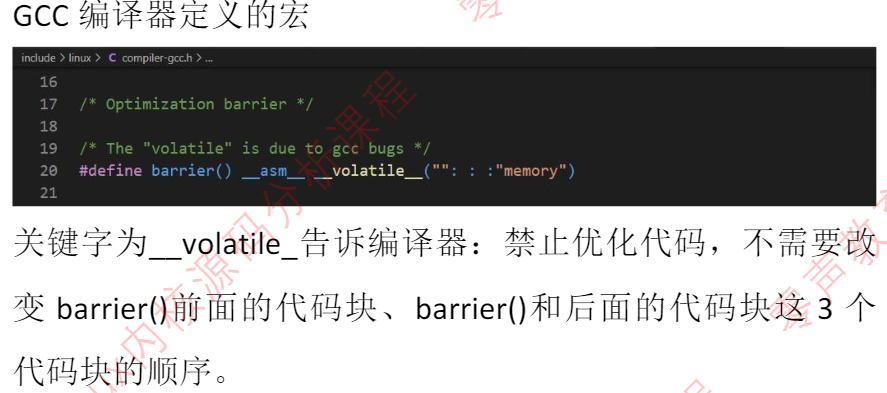 GCC 编译器定义的宏
include > linux > C compiler-gcc.h > ...
16
17 /* Optimization barrier */
18
19 /* The "volatile" is due to gcc bugs */
20 #define barrier() __asm__ __volatile__("": : :"memory")
21
关键字为__volatile_告诉编译器：禁止优化代码，不需要改
变 barrier()前面的代码块、barrier()和后面的代码块这 3 个
代码块的顺序。